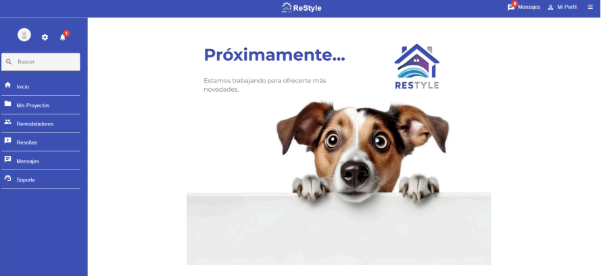 ReStyle
Mensajes
Mi Perfil
Buscar
Inicio
Mis Proyectos
Remodeladores
Reseñas
Mensajes
Soporte
Próximamente...
Estamos trabajando para ofrecerte más
novedades.
RESTYLE